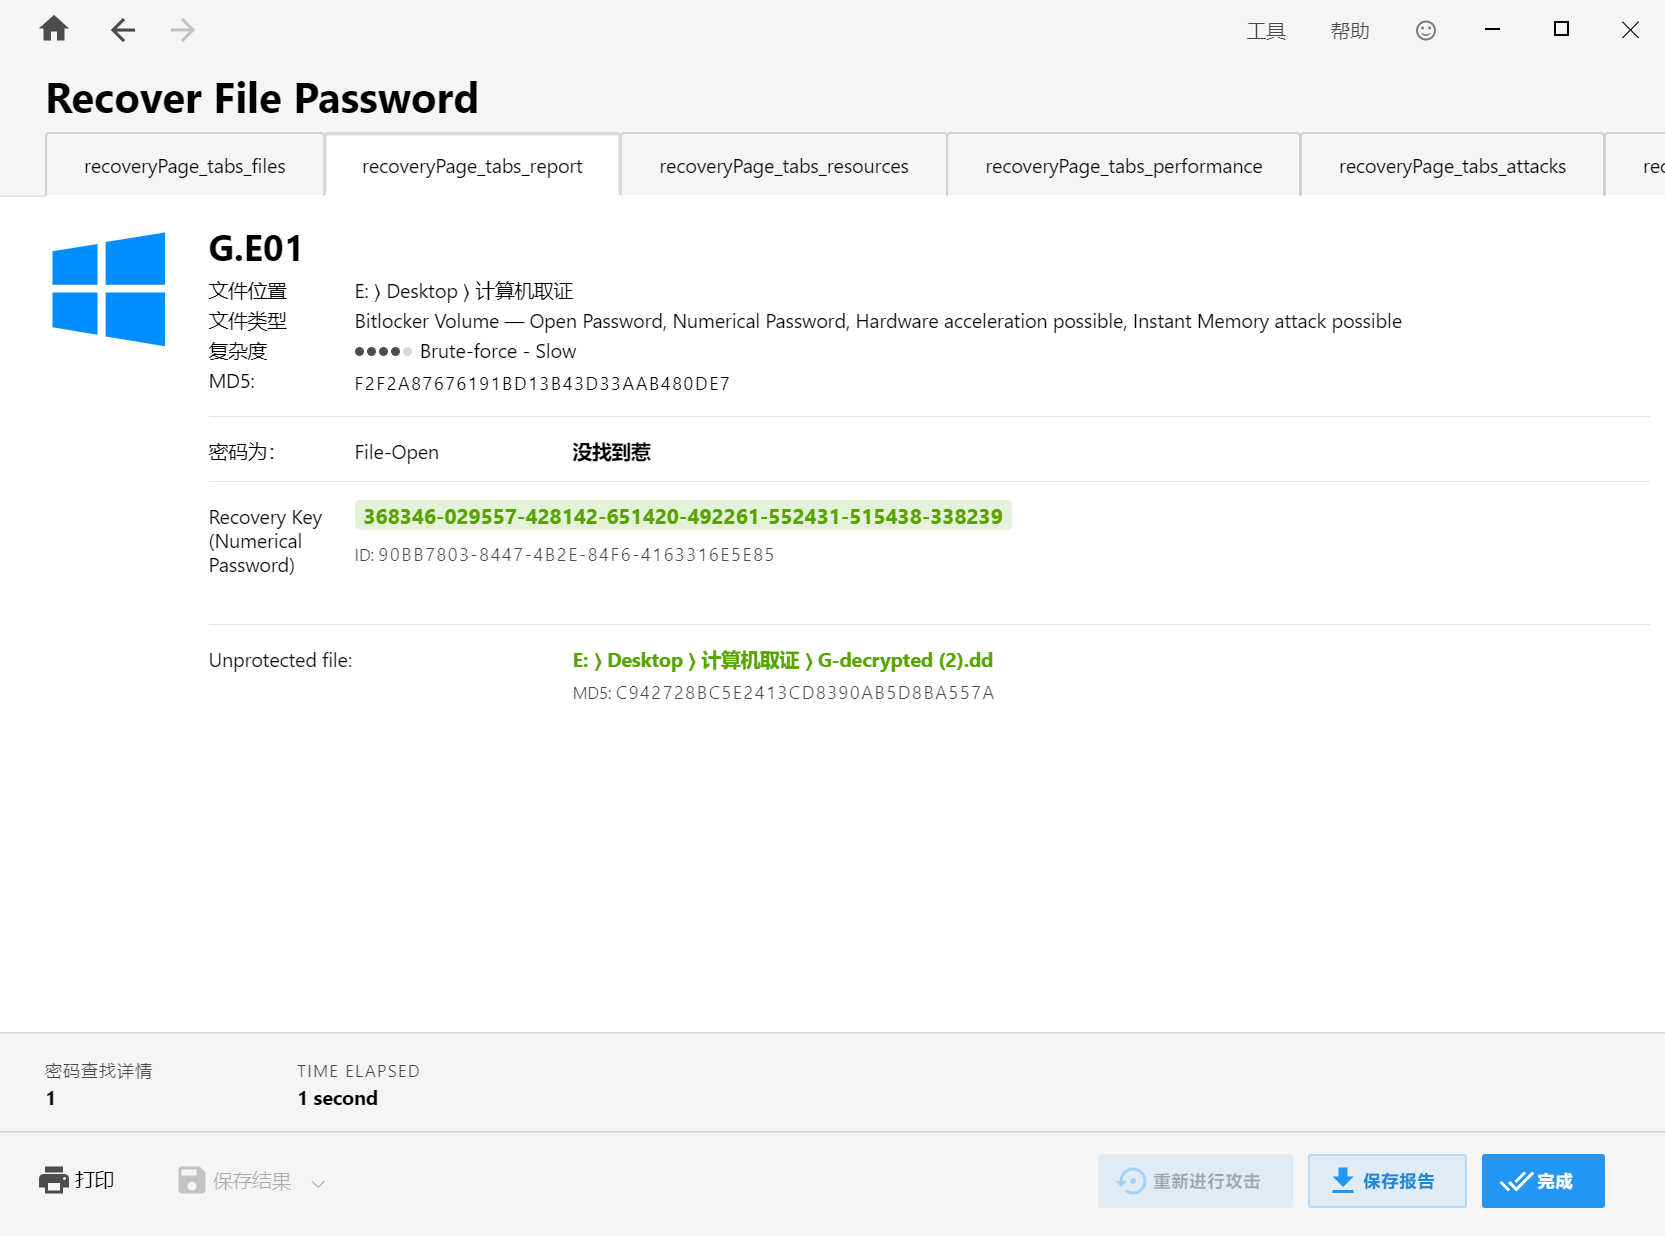 工具 帮助
Recover File Password
recoveryPage_tabs_files recoveryPage_tabs_report recoveryPage_tabs_resources recoveryPage_tabs_performance recoveryPage_tabs_attacks rec
G.E01
文件位置 E: ⟩ Desktop ⟩ 计算机取证
文件类型 Bitlocker Volume — Open Password, Numerical Password, Hardware acceleration possible, Instant Memory attack possible
复杂度 Brute-force - Slow
MD5: F2F2A87676191BD13B43D33AAB480DE7
密码为: File-Open 没找到惹
Recovery Key (Numerical Password) 368346-029557-428142-651420-492261-552431-515438-338239
ID: 90BB7803-8447-4B2E-84F6-4163316E5E85
Unprotected file: E: ⟩ Desktop ⟩ 计算机取证 ⟩ G-decrypted (2).dd
MD5: C942728BC5E2413CD8390AB5D8BA557A
密码查找详情 TIME ELAPSED
1 1 second
打印 保存结果 重新进行攻击 保存报告 完成